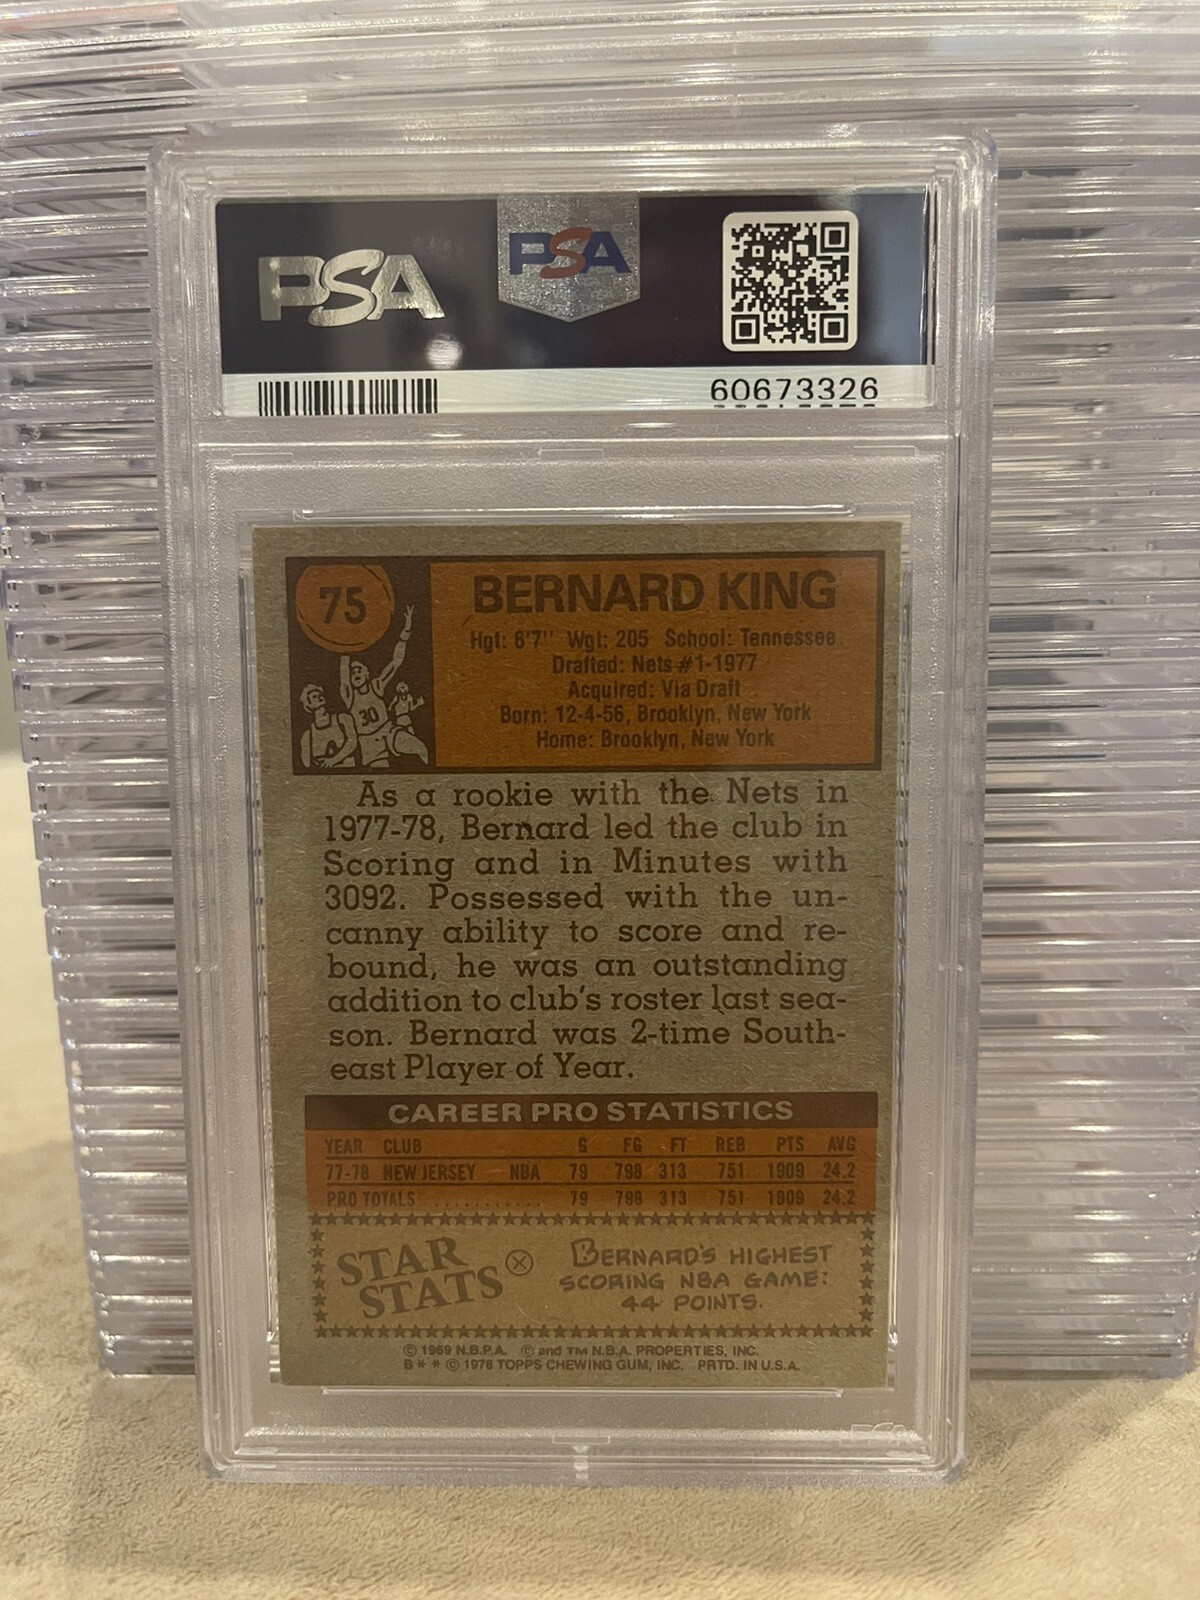 PSA
PSA
60673326
75
BERNARD KING
Hgt: 6'7" Wgt: 205 School: Tennessee
Drafted: Nets #1-1977
Acquired: Via Draft
Born: 12-4-56, Brooklyn, New York
Home: Brooklyn, New York
30
As a rookie with the Nets in
1977-78, Bernard led the club in
Scoring and in Minutes with
3092. Possessed with the un-
canny ability to score and re-
bound, he was an outstanding
addition to club's roster last sea-
son. Bernard was 2-time South-
east Player of Year.
CAREER PRO STATISTICS
YEAR CLUB G FG FT REB PTS AVG
77-78 NEW JERSEY NBA 79 798 313 751 1909 24.2
PRO TOTALS ........... 79 798 313 751 1909 24.2
STAR
STATS
BERNARD'S HIGHEST
SCORING NBA GAME:
44 POINTS.
© 1969 N.B.P.A. © and TM N.B.A. PROPERTIES, INC.
B * * © 1978 TOPPS CHEWING GUM, INC. PRTD. IN U.S.A.
PSA